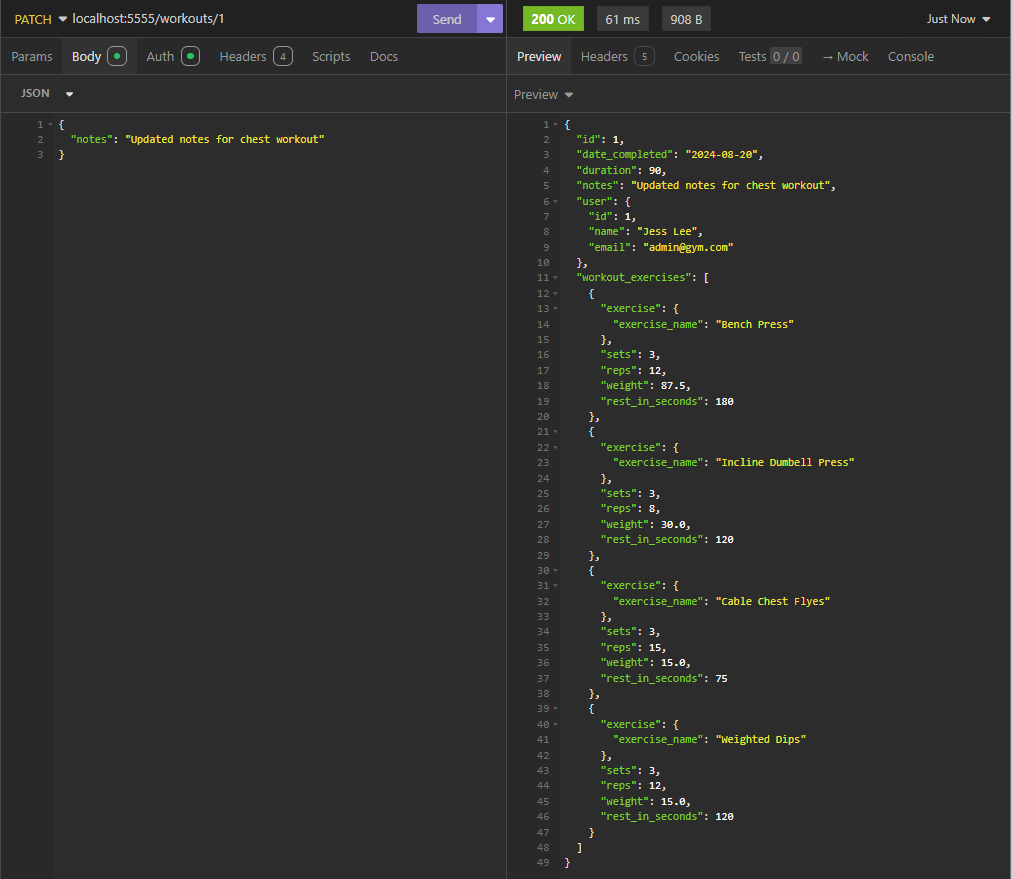 PATCH localhost:5555/workouts/1 Send
200 OK 61 ms 908 B Just Now
Params Body Auth Headers 4 Scripts Docs
Preview Headers 5 Cookies Tests 0 / 0 → Mock Console
JSON
Preview
1 {
2 "notes": "Updated notes for chest workout"
3 }
1 {
2 "id": 1,
3 "date_completed": "2024-08-20",
4 "duration": 90,
5 "notes": "Updated notes for chest workout",
6 "user": {
7 "id": 1,
8 "name": "Jess Lee",
9 "email": "admin@gym.com"
10 },
11 "workout_exercises": [
12 {
13 "exercise": {
14 "exercise_name": "Bench Press"
15 },
16 "sets": 3,
17 "reps": 12,
18 "weight": 87.5,
19 "rest_in_seconds": 180
20 },
21 {
22 "exercise": {
23 "exercise_name": "Incline Dumbell Press"
24 },
25 "sets": 3,
26 "reps": 8,
27 "weight": 30.0,
28 "rest_in_seconds": 120
29 },
30 {
31 "exercise": {
32 "exercise_name": "Cable Chest Flyes"
33 },
34 "sets": 3,
35 "reps": 15,
36 "weight": 15.0,
37 "rest_in_seconds": 75
38 },
39 {
40 "exercise": {
41 "exercise_name": "Weighted Dips"
42 },
43 "sets": 3,
44 "reps": 12,
45 "weight": 15.0,
46 "rest_in_seconds": 120
47 }
48 ]
49 }